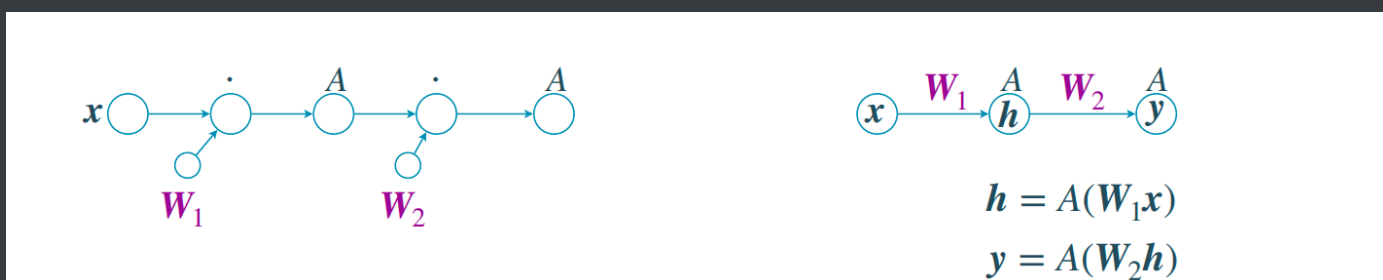 x · A · A
W₁ W₂
x W₁ A h W₂ A y
h = A(W₁x)
y = A(W₂h)